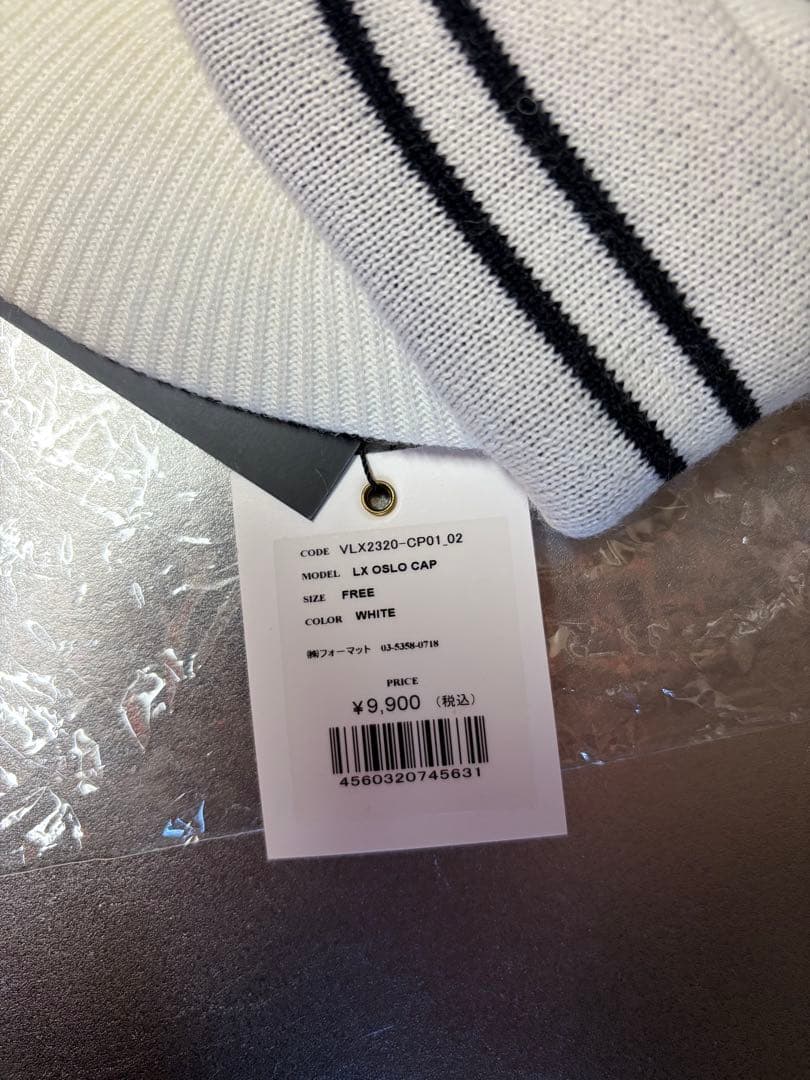 CODE VLX2320-CP01_02
MODEL LX OSLO CAP
SIZE FREE
COLOR WHITE
㈱フォーマット 03-5358-0718
PRICE
¥9,900 (税込)
4560320745631